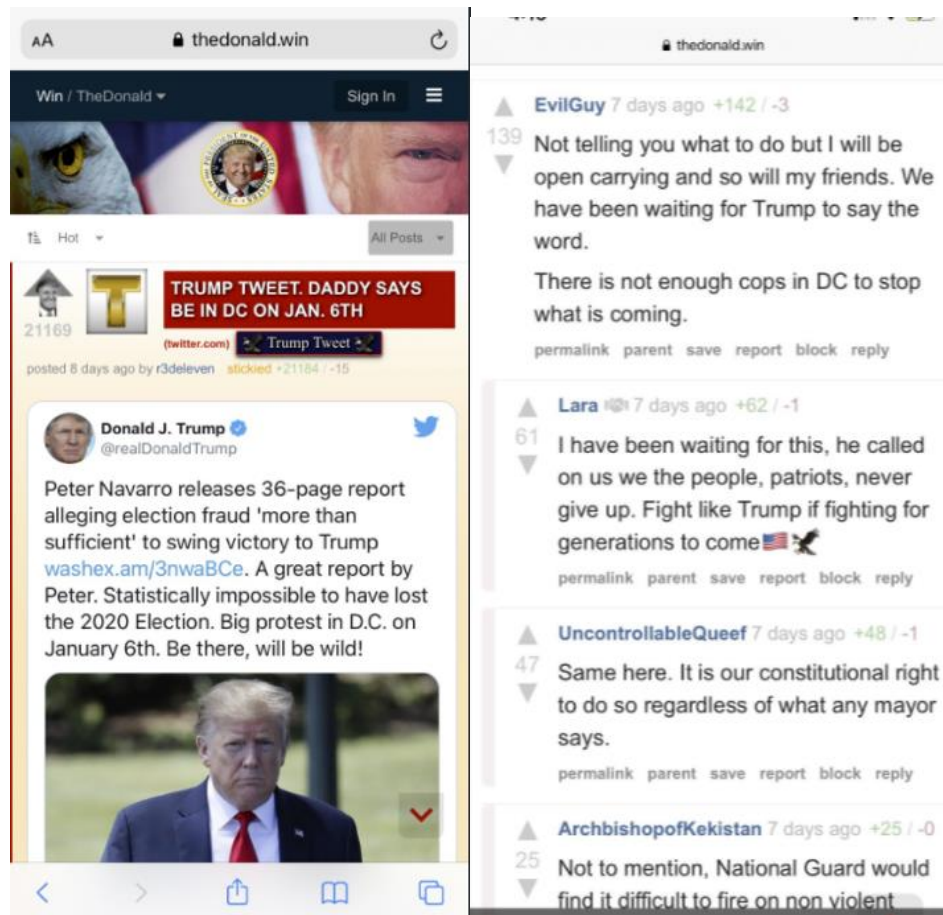 AA thedonald.win
Win / TheDonald Sign In
Hot All Posts
21169
TRUMP TWEET. DADDY SAYS
BE IN DC ON JAN. 6TH
(twitter.com) Trump Tweet
posted 8 days ago by r3deleven stickied +21184 / -15
Donald J. Trump
@realDonaldTrump
Peter Navarro releases 36-page report
alleging election fraud 'more than
sufficient' to swing victory to Trump
washex.am/3nwaBCe. A great report by
Peter. Statistically impossible to have lost
the 2020 Election. Big protest in D.C. on
January 6th. Be there, will be wild!
thedonald.win
EvilGuy 7 days ago +142 / -3
139
Not telling you what to do but I will be
open carrying and so will my friends. We
have been waiting for Trump to say the
word.
There is not enough cops in DC to stop
what is coming.
permalink parent save report block reply
Lara 7 days ago +62 / -1
61
I have been waiting for this, he called
on us we the people, patriots, never
give up. Fight like Trump if fighting for
generations to come
permalink parent save report block reply
UncontrollableQueef 7 days ago +48 / -1
47
Same here. It is our constitutional right
to do so regardless of what any mayor
says.
permalink parent save report block reply
ArchbishopofKekistan 7 days ago +25 / -0
25
Not to mention, National Guard would
find it difficult to fire on non violent